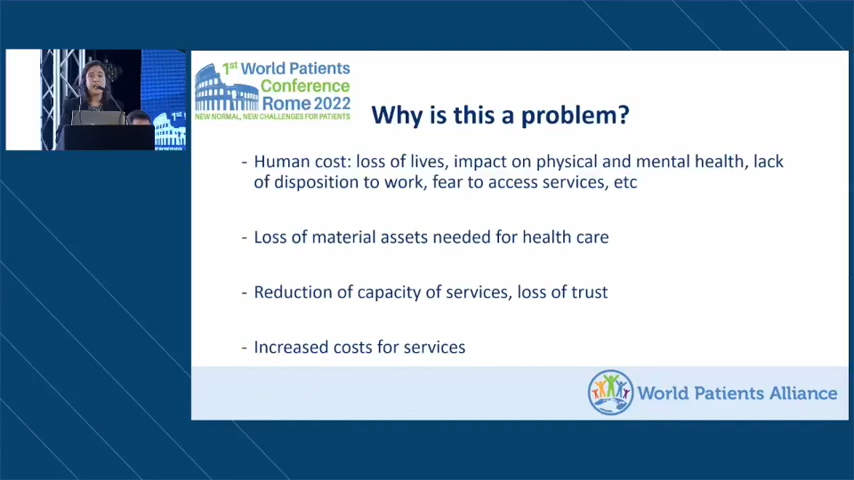 1st World Patients
Conference
Rome 2022
NEW NORMAL, NEW CHALLENGES FOR PATIENTS
Why is this a problem?
- Human cost: loss of lives, impact on physical and mental health, lack
of disposition to work, fear to access services, etc
- Loss of material assets needed for health care
- Reduction of capacity of services, loss of trust
- Increased costs for services
World Patients Alliance